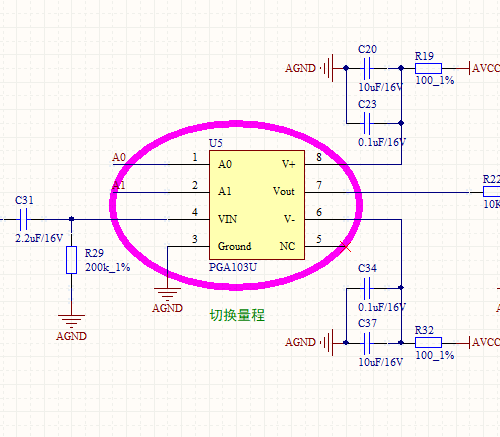 C20
AGND
R19
AVCC
10uF/16V
100_1%
C23
0.1uF/16V
U5
A0
1
A0
V+
8
A1
2
A1
Vout
7
R22
10K
C31
4
VIN
V-
6
2.2uF/16V
3
Ground
NC
5
R29
200k_1%
PGA103U
C34
0.1uF/16V
AGND
切换量程
C37
R32
AGND
AGND
AVCC
10uF/16V
100_1%